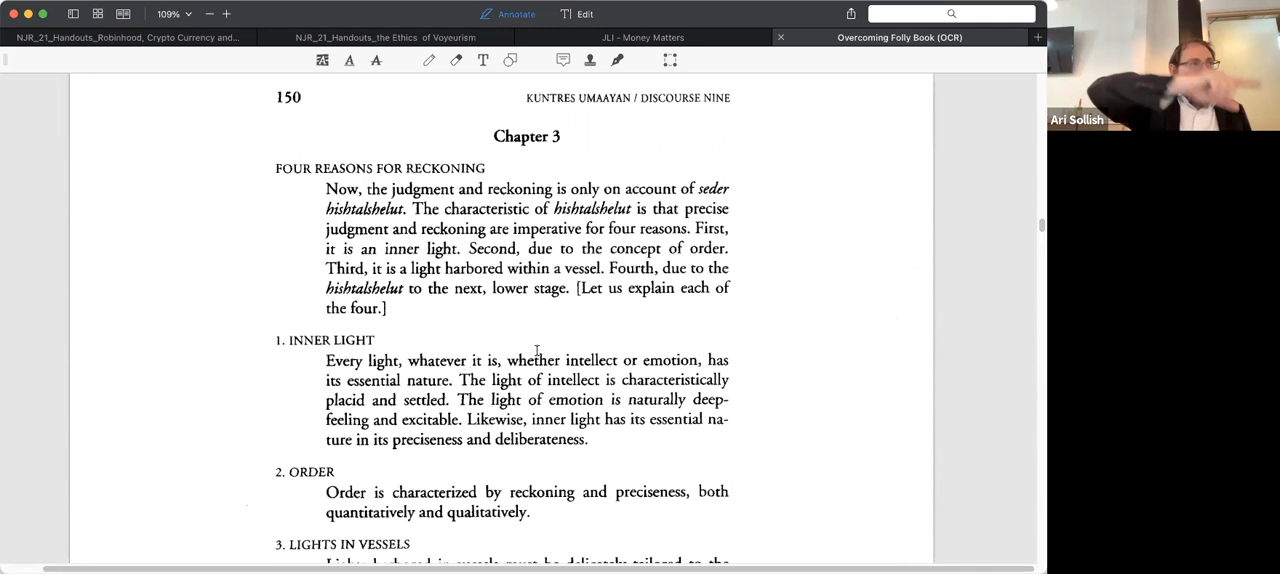 109%
Annotate
Edit
NJR_21_Handouts_Robinhood, Crypto Currency and...
NJR_21_Handouts_the Ethics of Voyeurism
JLI - Money Matters
Overcoming Folly Book (OCR)
Ari Sollish
150
KUNTRES UMAAYAN / DISCOURSE NINE
Chapter 3
FOUR REASONS FOR RECKONING
Now, the judgment and reckoning is only on account of seder
hishtalshelut. The characteristic of hishtalshelut is that precise
judgment and reckoning are imperative for four reasons. First,
it is an inner light. Second, due to the concept of order.
Third, it is a light harbored within a vessel. Fourth, due to the
hishtalshelut to the next, lower stage. [Let us explain each of
the four.]
1. INNER LIGHT
Every light, whatever it is, whether intellect or emotion, has
its essential nature. The light of intellect is characteristically
placid and settled. The light of emotion is naturally deep-
feeling and excitable. Likewise, inner light has its essential na-
ture in its preciseness and deliberateness.
2. ORDER
Order is characterized by reckoning and preciseness, both
quantitatively and qualitatively.
3. LIGHTS IN VESSELS